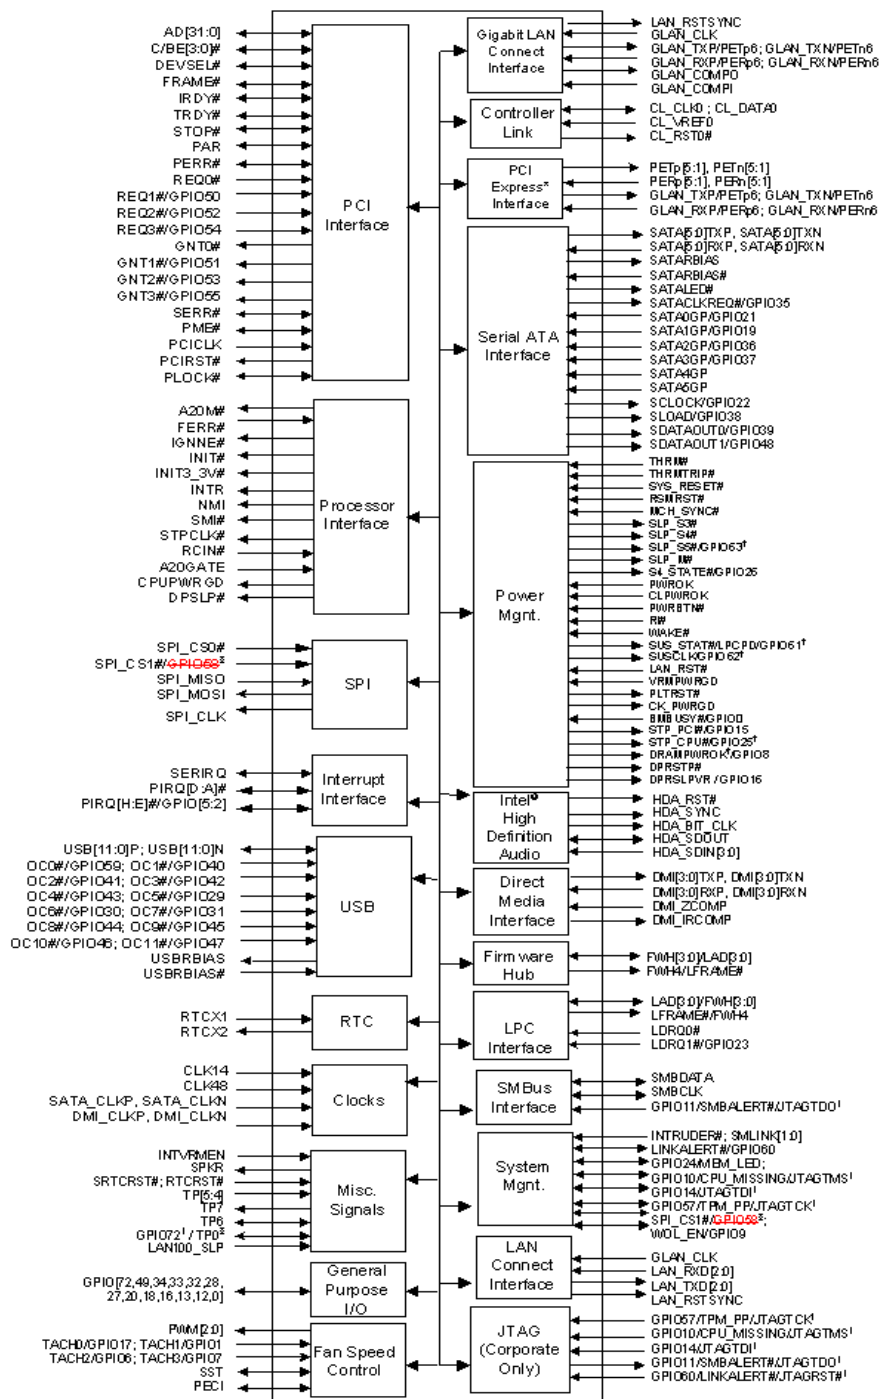 AD[31:0]
C/BE[3:0]#
DEVSEL#
FRAME#
IRDY#
TRDY#
STOP#
PAR
PERR#
REQ0#
REQ1#/GPIO50
REQ2#/GPIO52
REQ3#/GPIO54
GNT0#
GNT1#/GPIO51
GNT2#/GPIO53
GNT3#/GPIO55
SERR#
PME#
PCICLK
PCIRST#
PLOCK#
PCI
Interface
A20M#
FERR#
IGNNE#
INIT#
INIT3_3V#
INTR
NMI
SMI#
STPCLK#
RCIN#
A20GATE
CPUPWRGD
DPSLP#
Processor
Interface
SPI_CS0#
SPI_CS1#/GPIO58²
SPI_MISO
SPI_MOSI
SPI_CLK
SPI
SERIRQ
PIRQ[D:A]#
PIRQ[H:E]#/GPIO[5:2]
Interrupt
Interface
USB[11:0]P; USB[11:0]N
OC0#/GPIO59; OC1#/GPIO40
OC2#/GPIO41; OC3#/GPIO42
OC4#/GPIO43; OC5#/GPIO29
OC6#/GPIO30; OC7#/GPIO31
OC8#/GPIO44; OC9#/GPIO45
OC10#/GPIO46; OC11#/GPIO47
USBRBIAS
USBRBIAS#
USB
RTCX1
RTCX2
RTC
CLK14
CLK48
SATA_CLKP, SATA_CLKN
DMI_CLKP, DMI_CLKN
Clocks
INTVRMEN
SPKR
SRTCRST#; RTCRST#
TP[5:4]
TP7
TP6
GPIO72¹ / TP0²
LAN100_SLP
Misc.
Signals
GPIO[72,49,34,33,32,28,
27,20,18,16,13,12,0]
General
Purpose
I/O
PWM[2:0]
TACH0/GPIO17; TACH1/GPIO1
TACH2/GPIO6; TACH3/GPIO7
SST
PECI
Fan Speed
Control
Gigabit LAN
Connect
Interface
LAN_RSTSYNC
GLAN_CLK
GLAN_TXP/PETp6; GLAN_TXN/PETn6
GLAN_RXP/PERp6; GLAN_RXN/PERn6
GLAN_COMPO
GLAN_COMPI
Controller
Link
CL_CLK0 ; CL_DATA0
CL_VREF0
CL_RST0#
PCI
Express*
Interface
PETp[5:1], PETn[5:1]
PERp[5:1], PERn[5:1]
GLAN_TXP/PETp6; GLAN_TXN/PETn6
GLAN_RXP/PERp6; GLAN_RXN/PERn6
Serial ATA
Interface
SATA[5:0]TXP, SATA[5:0]TXN
SATA[5:0]RXP, SATA[5:0]RXN
SATARBIAS
SATARBIAS#
SATALED#
SATACLKREQ#/GPIO35
SATA0GP/GPIO21
SATA1GP/GPIO19
SATA2GP/GPIO36
SATA3GP/GPIO37
SATA4GP
SATA5GP
SCLOCK/GPIO22
SLOAD/GPIO38
SDATAOUT0/GPIO39
SDATAOUT1/GPIO48
Power
Mgnt.
THRM#
THRMTRIP#
SYS_RESET#
RSMRST#
MCH_SYNC#
SLP_S3#
SLP_S4#
SLP_S5#/GPIO63†
SLP_M#
S4_STATE#/GPIO26
PWROK
CLPWROK
PWRBTN#
RI#
WAKE#
SUS_STAT#/LPCPD/GPIO61†
SUSCLK/GPIO62†
LAN_RST#
VRMPWRGD
PLTRST#
CK_PWRGD
BMBUSY#/GPIO0
STP_PCI#/GPIO15
STP_CPU#/GPIO25†
DRAMPWROK†/GPIO8
DPRSTP#
DPRSLPVR /GPIO16
Intel®
High
Definition
Audio
HDA_RST#
HDA_SYNC
HDA_BIT_CLK
HDA_SDOUT
HDA_SDIN[3:0]
Direct
Media
Interface
DMI[3:0]TXP, DMI[3:0]TXN
DMI[3:0]RXP, DMI[3:0]RXN
DMI_ZCOMP
DMI_IRCOMP
Firmware
Hub
FWH[3:0]/LAD[3:0]
FWH4/LFRAME#
LPC
Interface
LAD[3:0]/FWH[3:0]
LFRAME#/FWH4
LDRQ0#
LDRQ1#/GPIO23
SMBus
Interface
SMBDATA
SMBCLK
GPIO11/SMBALERT#/JTAGTDO¹
System
Mgnt.
INTRUDER#; SMLINK[1:0]
LINKALERT#/GPIO60
GPIO24/MEM_LED;
GPIO10/CPU_MISSING/JTAGTMS¹
GPIO14/JTAGTDI¹
GPIO57/TPM_PP/JTAGTCK¹
SPI_CS1#/GPIO58²;
WOL_EN/GPIO9
LAN
Connect
Interface
GLAN_CLK
LAN_RXD[2:0]
LAN_TXD[2:0]
LAN_RSTSYNC
JTAG
(Corporate
Only)
GPIO57/TPM_PP/JTAGTCK¹
GPIO10/CPU_MISSING/JTAGTMS¹
GPIO14/JTAGTDI¹
GPIO11/SMBALERT#/JTAGTDO¹
GPIO60/LINKALERT#/JTAGRST#¹